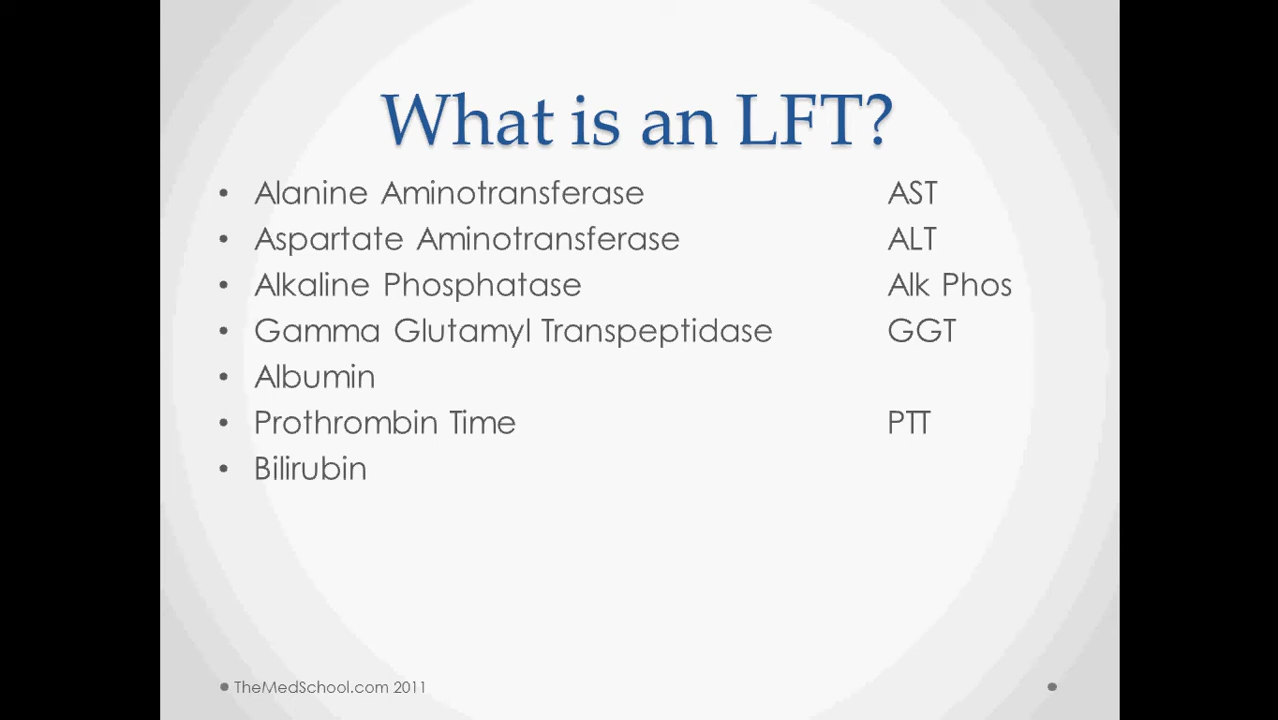 What is an LFT?
• Alanine Aminotransferase AST
• Aspartate Aminotransferase ALT
• Alkaline Phosphatase Alk Phos
• Gamma Glutamyl Transpeptidase GGT
• Albumin
• Prothrombin Time PTT
• Bilirubin
TheMedSchool.com 2011